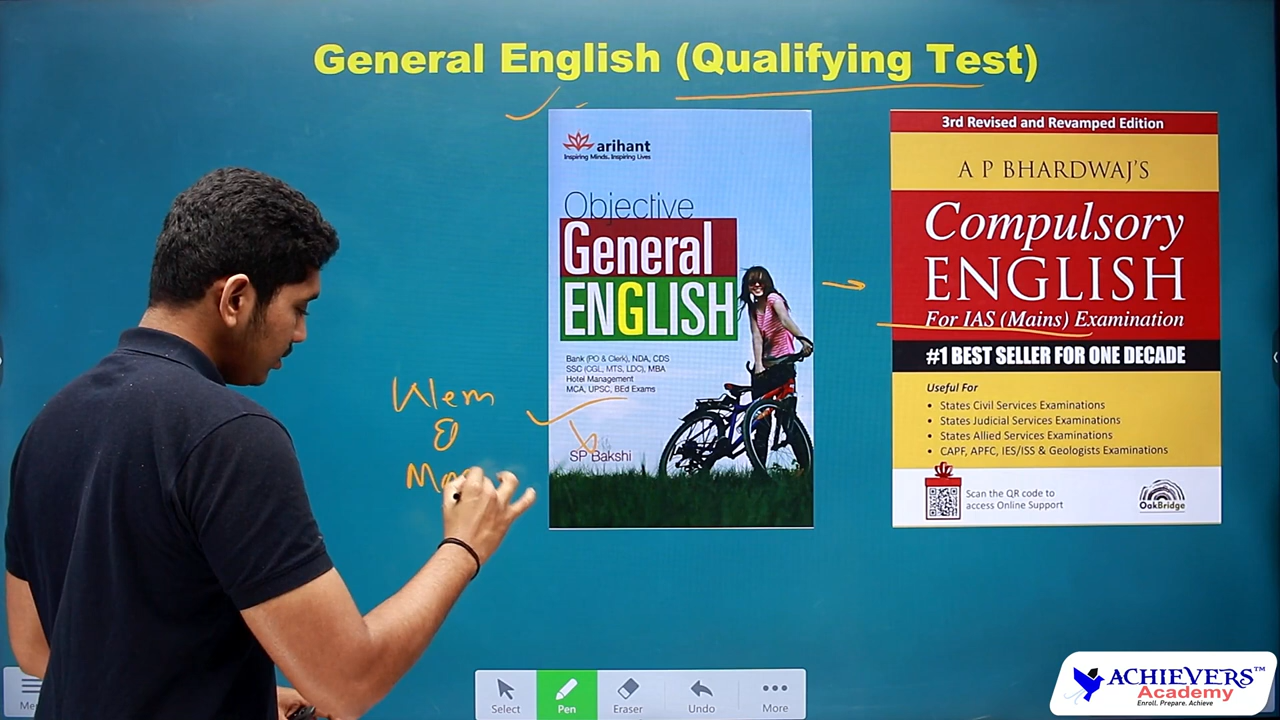 General English (Qualifying Test)
arihant
Inspiring Minds. Inspiring Lives
Objective
General
ENGLISH
Bank (PO & Clerk), NDA, CDS
SSC (CGL, MTS, LDC), MBA
Hotel Management
MCA, UPSC, BEd Exams
SP Bakshi
3rd Revised and Revamped Edition
A P BHARDWAJ'S
Compulsory
ENGLISH
For IAS (Mains) Examination
#1 BEST SELLER FOR ONE DECADE
Useful For
• States Civil Services Examinations
• States Judicial Services Examinations
• States Allied Services Examinations
• CAPF, APFC, IES/ISS & Geologists Examinations
Scan the QR code to
access Online Support
OakBridge
Select
Pen
Eraser
Undo
More
ACHIEVERS™
Academy
Enroll. Prepare. Achieve